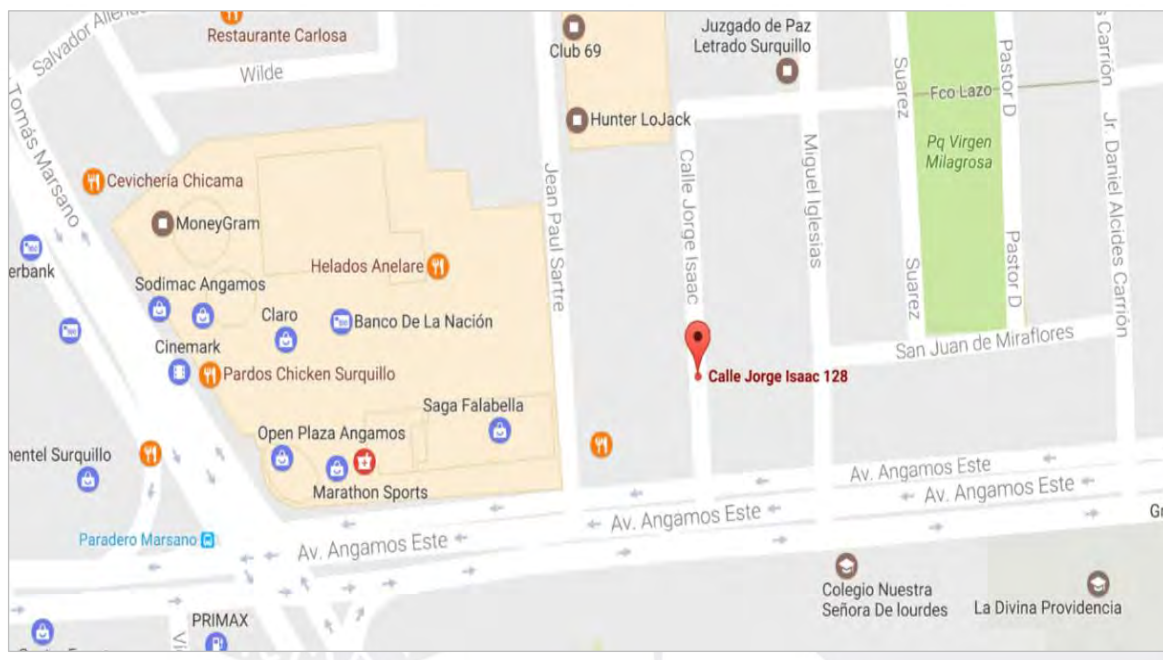 Salvador Allende
Restaurante Carlosa
Wilde
Club 69
Juzgado de Paz
Letrado Surquillo
Suarez
Fco Lazo
Pastor D
Carrión
Tomás Marsano
Hunter LoJack
Pq Virgen
Milagrosa
Jean Paul Sartre
Calle Jorge Isaac
Miguel Iglesias
Jr. Daniel Alcides Carrión
Cevichería Chicama
MoneyGram
Helados Anelare
Suarez
Pastor D
erbank
Sodimac Angamos
Claro
Banco De La Nación
Cinemark
San Juan de Miraflores
Pardos Chicken Surquillo
Calle Jorge Isaac 128
Saga Falabella
Open Plaza Angamos
mentel Surquillo
Marathon Sports
Av. Angamos Este
Av. Angamos Este
Av. Angamos Este
Paradero Marsano
Av. Angamos Este
Colegio Nuestra
Señora De lourdes
La Divina Providencia
PRIMAX